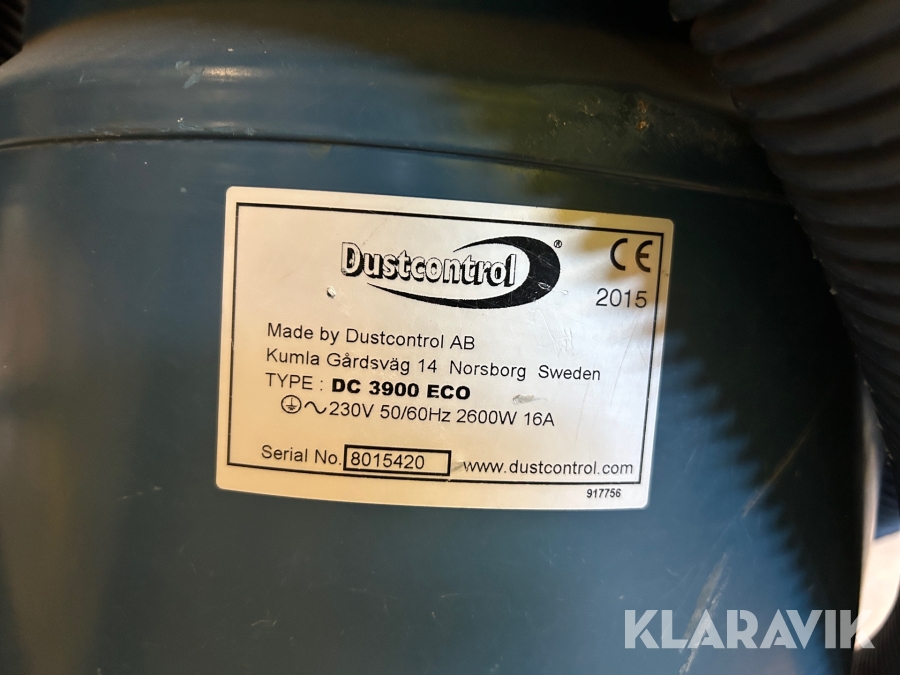 Dustcontrol ®
CE
2015
Made by Dustcontrol AB
Kumla Gårdsväg 14 Norsborg Sweden
TYPE : DC 3900 ECO
230V 50/60Hz 2600W 16A
Serial No. 8015420 www.dustcontrol.com
917756
KLARAVIK